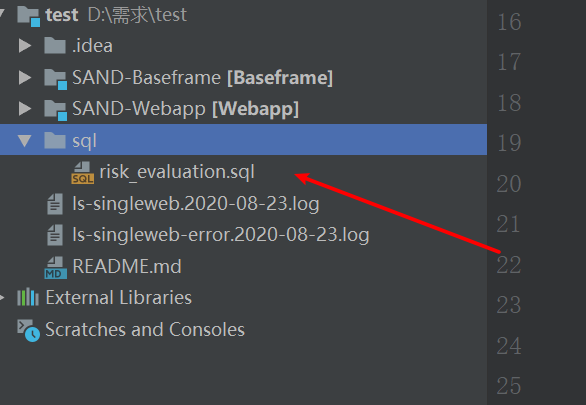 test D:\需求\test
.idea
SAND-Baseframe [Baseframe]
SAND-Webapp [Webapp]
sql
SQL risk_evaluation.sql
ls-singleweb.2020-08-23.log
ls-singleweb-error.2020-08-23.log
MD README.md
External Libraries
Scratches and Consoles
16
17
18
19
20
21
22
23
24
25